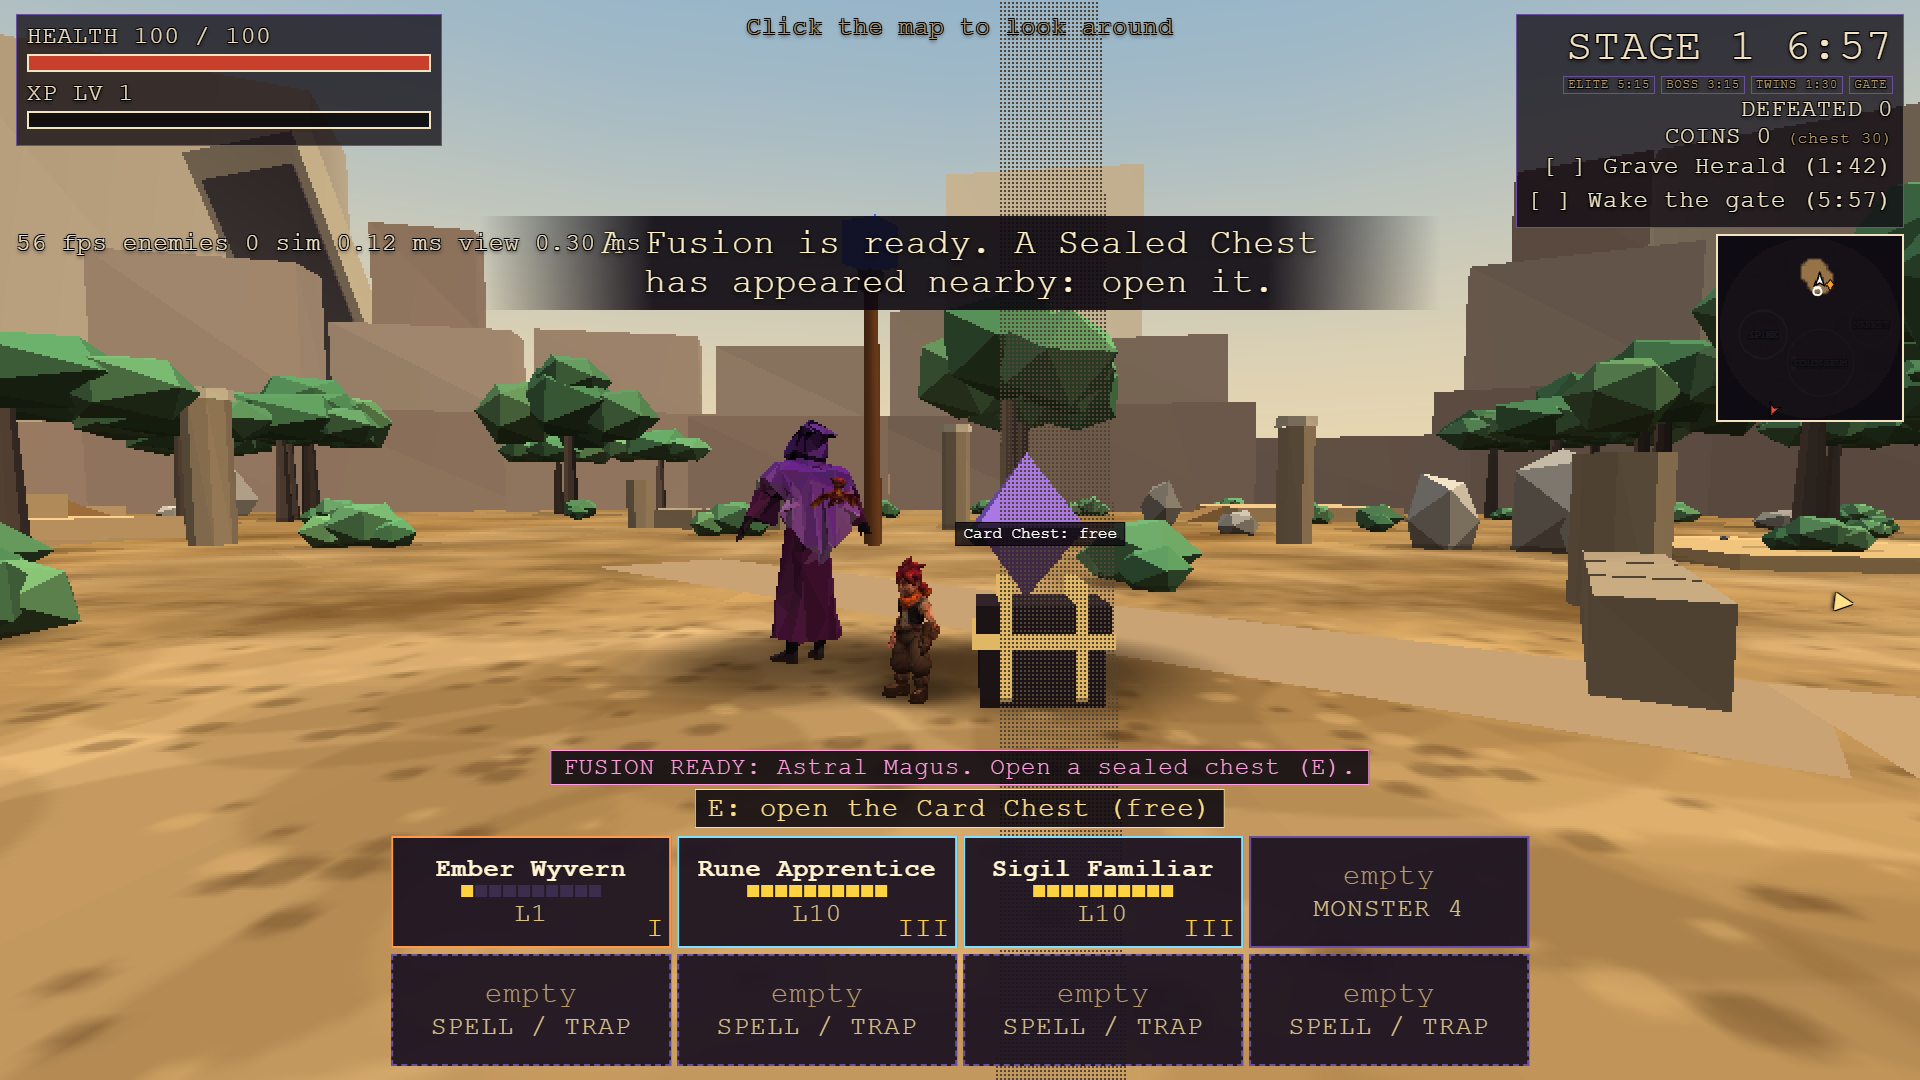 HEALTH 100 / 100
XP LV 1
Click the map to look around
STAGE 1 6:57
ELITE 5:15 BOSS 3:15 TWINS 1:30 GATE
DEFEATED 0
COINS 0 (chest 30)
[ ] Grave Herald (1:42)
[ ] Wake the gate (5:57)
56 fps enemies 0 sim 0.12 ms view 0.30 ms
A Fusion is ready. A Sealed Chest
has appeared nearby: open it.
Card Chest: free
FUSION READY: Astral Magus. Open a sealed chest (E).
E: open the Card Chest (free)
Ember Wyvern
L1
I
Rune Apprentice
L10
III
Sigil Familiar
L10
III
empty
MONSTER 4
empty
SPELL / TRAP
empty
SPELL / TRAP
empty
SPELL / TRAP
empty
SPELL / TRAP